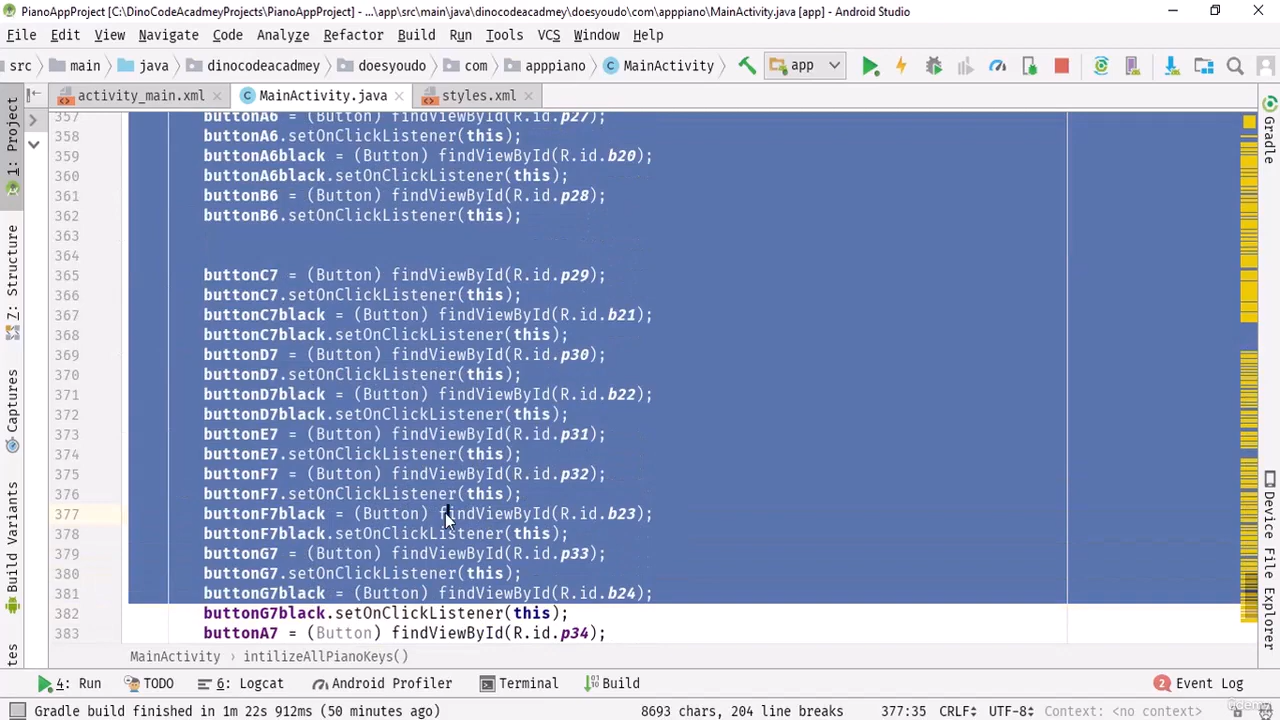 PianoAppProject [C:\DinoCodeAcadmeyProjects\PianoAppProject] - ...\app\src\main\java\dinocodeacadmey\doesyoudo\com\apppiano\MainActivity.java [app] - Android Studio
File Edit View Navigate Code Analyze Refactor Build Run Tools VCS Window Help
src main java dinocodeacadmey doesyoudo com apppiano MainActivity app
activity_main.xml MainActivity.java styles.xml
1: Project
Z: Structure
Captures
Build Variants
Gradle
Device File Explorer
357 buttonA6 = (Button) findViewById(R.id.p27);
358 buttonA6.setOnClickListener(this);
359 buttonA6black = (Button) findViewById(R.id.b20);
360 buttonA6black.setOnClickListener(this);
361 buttonB6 = (Button) findViewById(R.id.p28);
362 buttonB6.setOnClickListener(this);
363
364
365 buttonC7 = (Button) findViewById(R.id.p29);
366 buttonC7.setOnClickListener(this);
367 buttonC7black = (Button) findViewById(R.id.b21);
368 buttonC7black.setOnClickListener(this);
369 buttonD7 = (Button) findViewById(R.id.p30);
370 buttonD7.setOnClickListener(this);
371 buttonD7black = (Button) findViewById(R.id.b22);
372 buttonD7black.setOnClickListener(this);
373 buttonE7 = (Button) findViewById(R.id.p31);
374 buttonE7.setOnClickListener(this);
375 buttonF7 = (Button) findViewById(R.id.p32);
376 buttonF7.setOnClickListener(this);
377 buttonF7black = (Button) findViewById(R.id.b23);
378 buttonF7black.setOnClickListener(this);
379 buttonG7 = (Button) findViewById(R.id.p33);
380 buttonG7.setOnClickListener(this);
381 buttonG7black = (Button) findViewById(R.id.b24);
382 buttonG7black.setOnClickListener(this);
383 buttonA7 = (Button) findViewById(R.id.p34);
MainActivity › intilizeAllPianoKeys()
4: Run TODO 6: Logcat Android Profiler Terminal Build 2 Event Log
Gradle build finished in 1m 22s 912ms (50 minutes ago) 8693 chars, 204 line breaks 377:35 CRLF UTF-8 Context: <no context>